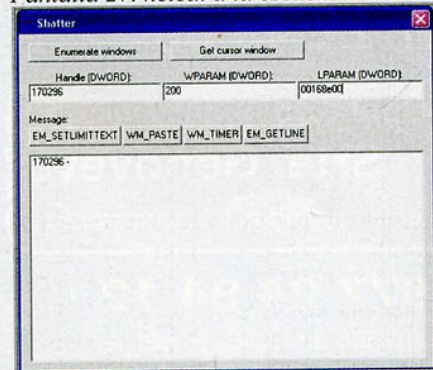 Shatter
Enumerate windows Get cursor window
Handle (DWORD): WPARAM (DWORD): LPARAM (DWORD):
170296 200 00168e00
Message:
EM_SETLIMITTEXT WM_PASTE WM_TIMER EM_GETLINE
170296 -